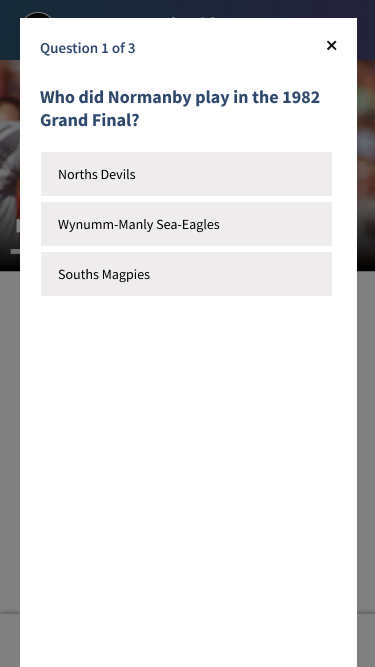 Question 1 of 3
×
Who did Normanby play in the 1982
Grand Final?
Norths Devils
Wynumm-Manly Sea-Eagles
Souths Magpies